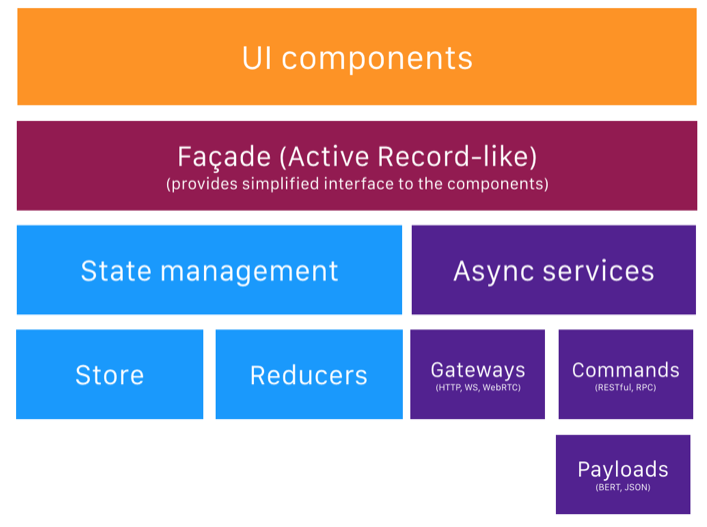 UI components
Façade (Active Record-like)
(provides simplified interface to the components)
State management
Async services
Store
Reducers
Gateways
(HTTP, WS, WebRTC)
Commands
(RESTful, RPC)
Payloads
(BERT, JSON)